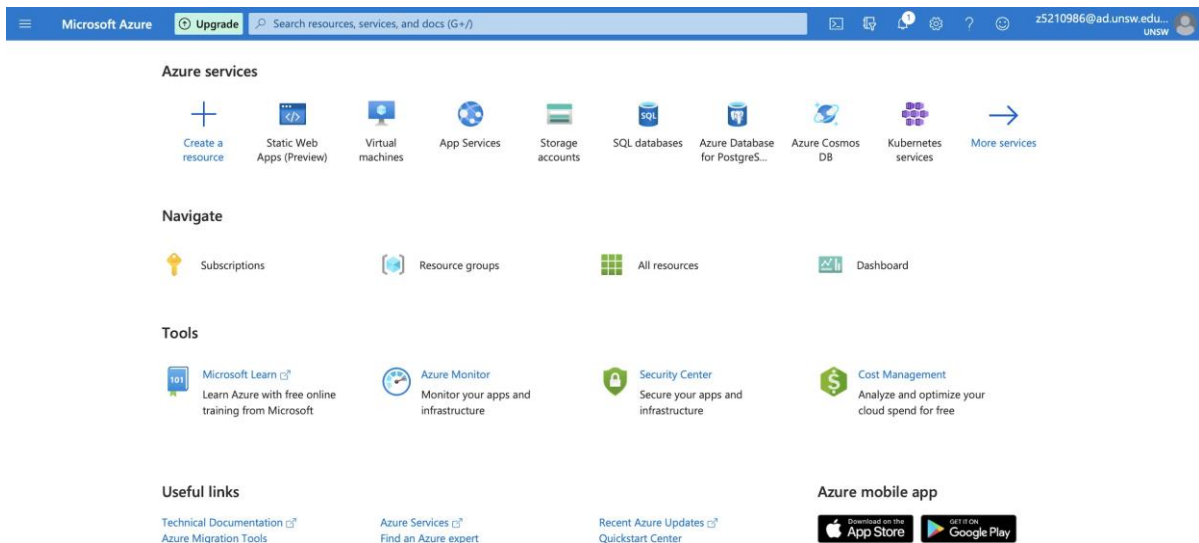 Microsoft Azure
Upgrade
Search resources, services, and docs (G+/)
1
?
z5210986@ad.unsw.edu...
UNSW
Azure services
Create a
resource
Static Web
Apps (Preview)
Virtual
machines
App Services
Storage
accounts
SQL
SQL databases
Azure Database
for PostgreS...
Azure Cosmos
DB
Kubernetes
services
More services
Navigate
Subscriptions
Resource groups
All resources
Dashboard
Tools
101
Microsoft Learn
Learn Azure with free online
training from Microsoft
Azure Monitor
Monitor your apps and
infrastructure
Security Center
Secure your apps and
infrastructure
$
Cost Management
Analyze and optimize your
cloud spend for free
Useful links
Technical Documentation
Azure Migration Tools
Azure Services
Find an Azure expert
Recent Azure Updates
Quickstart Center
Azure mobile app
Download on the
App Store
GET IT ON
Google Play